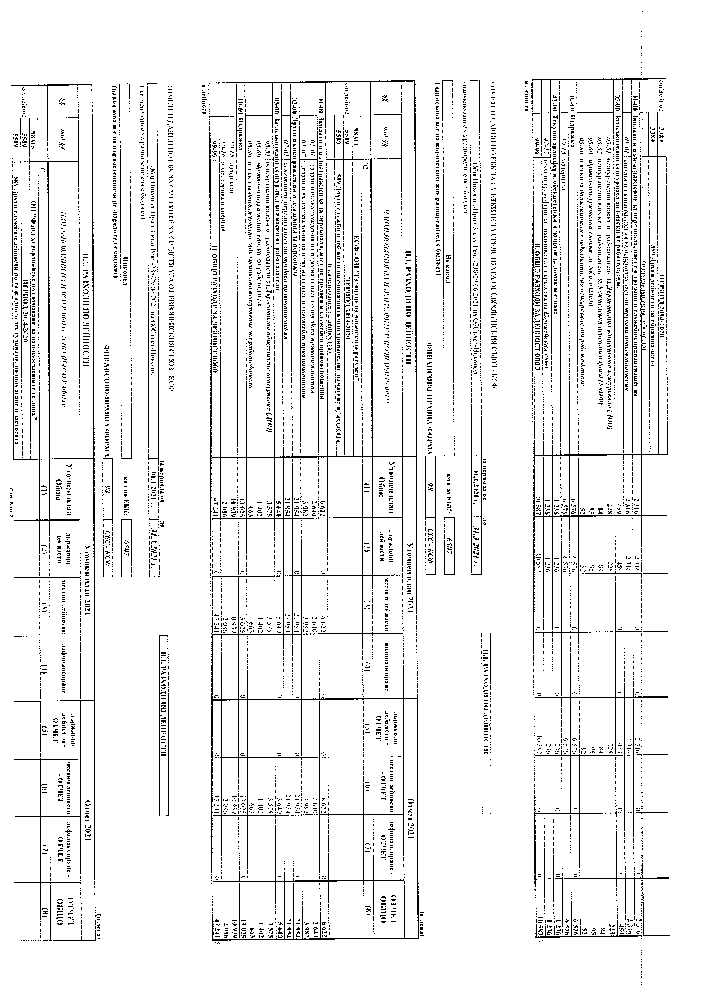 3389 ПЕРИОД 2014-2020
оп/дейнос 3389 389 Други дейности по образованието
(наименование на дейността)
01-00 Заплати и възнаграждения за персонала, нает по трудови и служебни правоотношения 2 316 2 316 0 0 2 316 0 0 2 316
01-01 заплати и възнаграждения на персонала нает по трудови правоотношения 2 316 2 316 2 316 2 316
05-00 Задължителни осигурителни вноски от работодатели 459 459 0 0 459 0 0 459
05-51 осигурителни вноски от работодатели за Държавното обществено осигуряване (ДОО) 228 228 228 228
05-52 осигурителни вноски от работодатели за Учителския пенсионен фонд (УчПФ) 84 84 84 84
05-60 здравно-осигурителни вноски от работодатели 95 95 95 95
05-80 вноски за допълнително задължително осигуряване от работодатели 52 52 52 52
10-00 Издръжка 6 576 6 576 0 0 6 576 0 0 6 576
10-15 материали 6 576 6 576 6 576 6 576
42-00 Текущи трансфери, обезщетения и помощи за домакинствата 1 236 1 236 0 0 1 236 0 0 1 236
42-17 текущи трансфери за домакинства от средства на Европейския съюз 1 236 1 236 1 236 1 236
99-99 II. ОБЩО РАЗХОДИ ЗА ДЕЙНОСТ 0000 10 587 10 587 0 0 10 587 0 0 10 587
а дейност
ОТЧЕТНИ ДАННИ ПО ЕБК ЗА СМЕТКИТЕ ЗА СРЕДСТВАТА ОТ ЕВРОПЕЙСКИЯ СЪЮЗ - КСФ
за периода от до II.1. РАЗХОДИ ПО ДЕЙНОСТИ
Общ Никопол-Прил 3 към Реш -238/29 06 2021 на ОбСъвет-Никопол 01.1.2021 г. 31.3.2021 г.
(наименование на разпоредителя с бюджет)
Никопол код по ЕБК: 6507
(наименование на първостепенния разпоредител с бюджет)
ФИНАНСОВО-ПРАВНА ФОРМА 98 СЕС - КСФ
(в лева)
II.1. РАЗХОДИ ПО ДЕЙНОСТИ Уточнен план 2021 Отчет 2021
§§ под-§§ НАИМЕНОВАНИЕ НА ПАРАГРАФИТЕ И ПОДПАРАГРАФИТЕ Уточнен план Общо държавни дейности местни дейности дофинансиране държавни дейности - ОТЧЕТ местни дейности - ОТЧЕТ дофинансиране - ОТЧЕТ ОТЧЕТ ОБЩО
02. (1) (2) (3) (4) (5) (6) (7) (8)
98311 ЕСФ - ОП "Развитие на човешките ресурси"
оп/дейнос 5589 ПЕРИОД 2014-2020
5589 589 Други служби и дейности по социалното осигуряване, подпомагане и заетостта
(наименование на дейността)
01-00 Заплати и възнаграждения за персонала, нает по трудови и служебни правоотношения 6 622 0 6 622 0 0 6 622 0 6 622
01-01 заплати и възнаграждения на персонала нает по трудови правоотношения 2 640 2 640 2 640 2 640
01-02 заплати и възнаграждения на персонала нает по служебни правоотношения 3 982 3 982 3 982 3 982
02-00 Други възнаграждения и плащания за персонала 21 954 0 21 954 0 0 21 954 0 21 954
02-01 за нещатен персонал нает по трудови правоотношения 21 954 21 954 21 954 21 954
05-00 Задължителни осигурителни вноски от работодатели 5 640 0 5 640 0 0 5 640 0 5 640
05-51 осигурителни вноски от работодатели за Държавното обществено осигуряване (ДОО) 3 575 3 575 3 575 3 575
05-60 здравно-осигурителни вноски от работодатели 1 402 1 402 1 402 1 402
05-80 вноски за допълнително задължително осигуряване от работодатели 663 663 663 663
10-00 Издръжка 13 025 0 13 025 0 0 13 025 0 13 025
10-15 материали 10 939 10 939 10 939 10 939
10-16 вода, горива и енергия 2 086 2 086 2 086 2 086
99-99 II. ОБЩО РАЗХОДИ ЗА ДЕЙНОСТ 0000 47 241 0 47 241 0 0 47 241 0 47 241
а дейност
ОТЧЕТНИ ДАННИ ПО ЕБК ЗА СМЕТКИТЕ ЗА СРЕДСТВАТА ОТ ЕВРОПЕЙСКИЯ СЪЮЗ - КСФ
за периода от до II.1. РАЗХОДИ ПО ДЕЙНОСТИ
Общ Никопол-Прил 3 към Реш -238/29 06 2021 на ОбСъвет-Никопол 01.1.2021 г. 31.3.2021 г.
(наименование на разпоредителя с бюджет)
Никопол код по ЕБК: 6507
(наименование на първостепенния разпоредител с бюджет)
ФИНАНСОВО-ПРАВНА ФОРМА 98 СЕС - КСФ
(в лева)
II.1. РАЗХОДИ ПО ДЕЙНОСТИ Уточнен план 2021 Отчет 2021
§§ под-§§ НАИМЕНОВАНИЕ НА ПАРАГРАФИТЕ И ПОДПАРАГРАФИТЕ Уточнен план Общо държавни дейности местни дейности дофинансиране държавни дейности - ОТЧЕТ местни дейности - ОТЧЕТ дофинансиране - ОТЧЕТ ОТЧЕТ ОБЩО
02. (1) (2) (3) (4) (5) (6) (7) (8)
98315 ОП "Фонд за европейско подпомагане на най-нуждаещите се лица"
оп/дейнос 5589 ПЕРИОД 2014-2020
5589 589 Други служби и дейности по социалното осигуряване, подпомагане и заетостта
Стр. 6 от 7